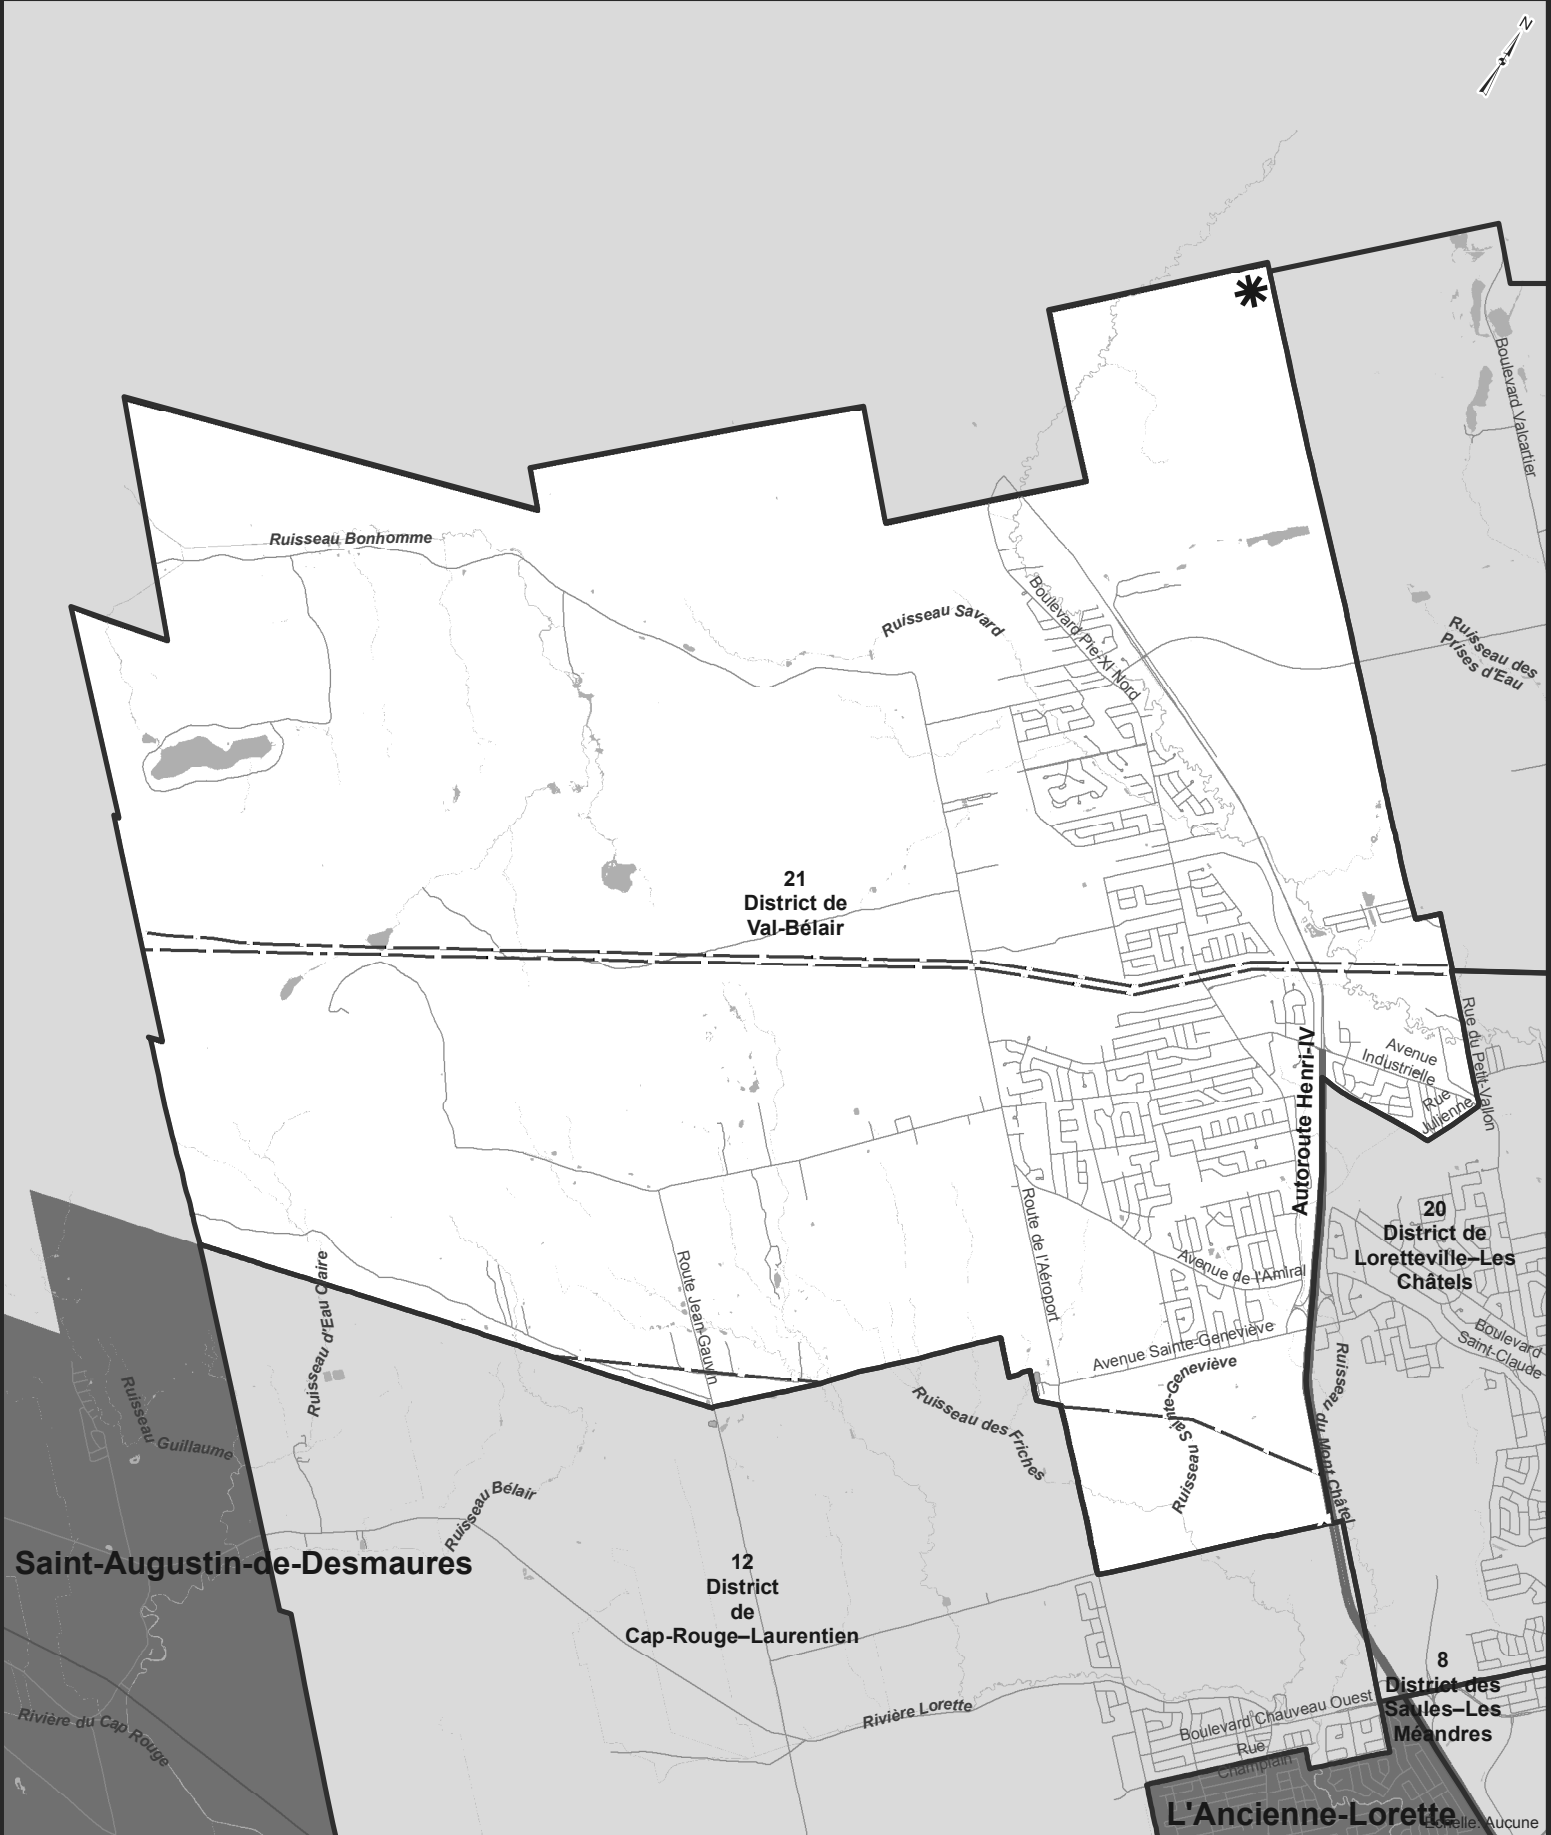 N
Boulevard Valcartier
Ruisseau Bonhomme
Boulevard Pie-XI Nord
Ruisseau Savard
Ruisseau des
Prises d'Eau
21
District de
Val-Bélair
Rue du Petit-Vallon
Avenue
Industrielle
Rue
Julienne
Autoroute Henri-IV
Route de l'Aéroport
20
District de
Loretteville–Les
Châtels
Avenue de l'Amiral
Ruisseau d'Eau Claire
Route Jean-Gauvin
Avenue Sainte-Geneviève
Boulevard
Saint-Claude
Ruisseau Sainte-Geneviève
Ruisseau du Mont Châtel
Ruisseau Guillaume
Ruisseau des Friches
Ruisseau Bélair
Saint-Augustin-de-Desmaures
12
District
de
Cap-Rouge–Laurentien
8
District des
Saules–Les
Méandres
Rivière du Cap Rouge
Rivière Lorette
Boulevard Chauveau Ouest
Rue
Champlain
L'Ancienne-Lorette
Échelle: Aucune